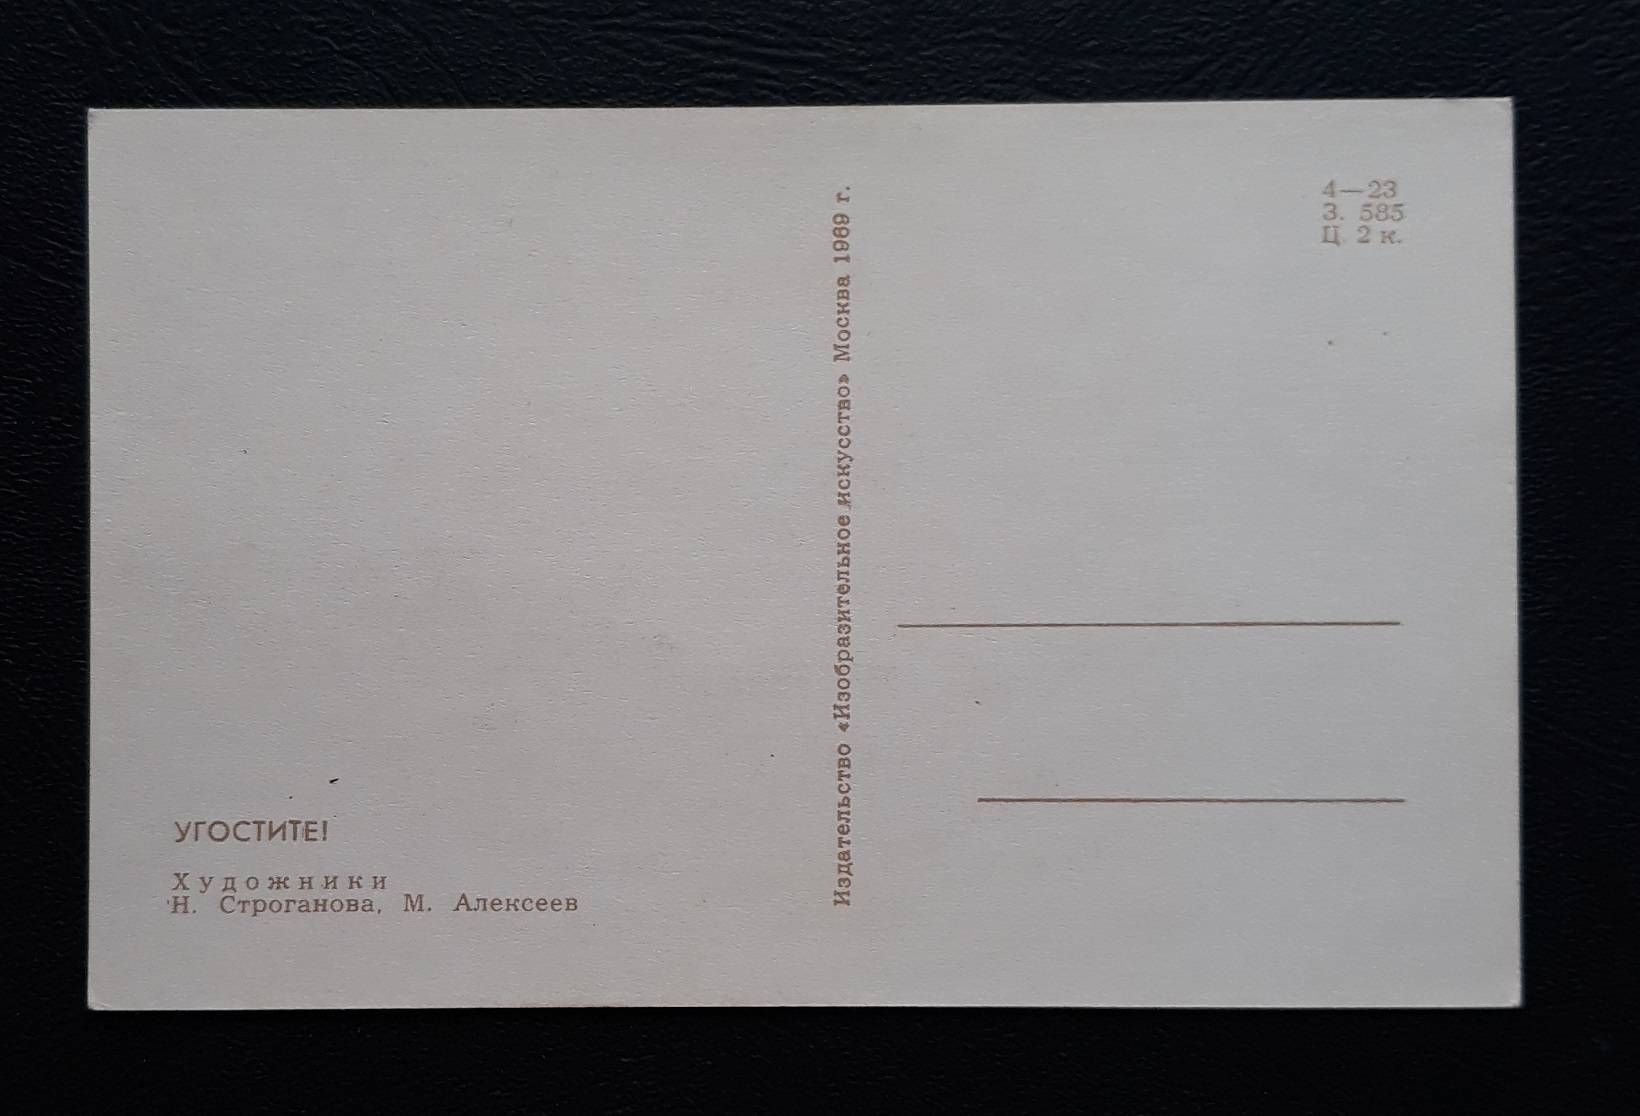 УГОСТИТЕ!
Художники
Н. Строганова, М. Алексеев
Издательство «Изобразительное искусство» Москва 1969 г.
4—23
З. 585
Ц. 2 к.